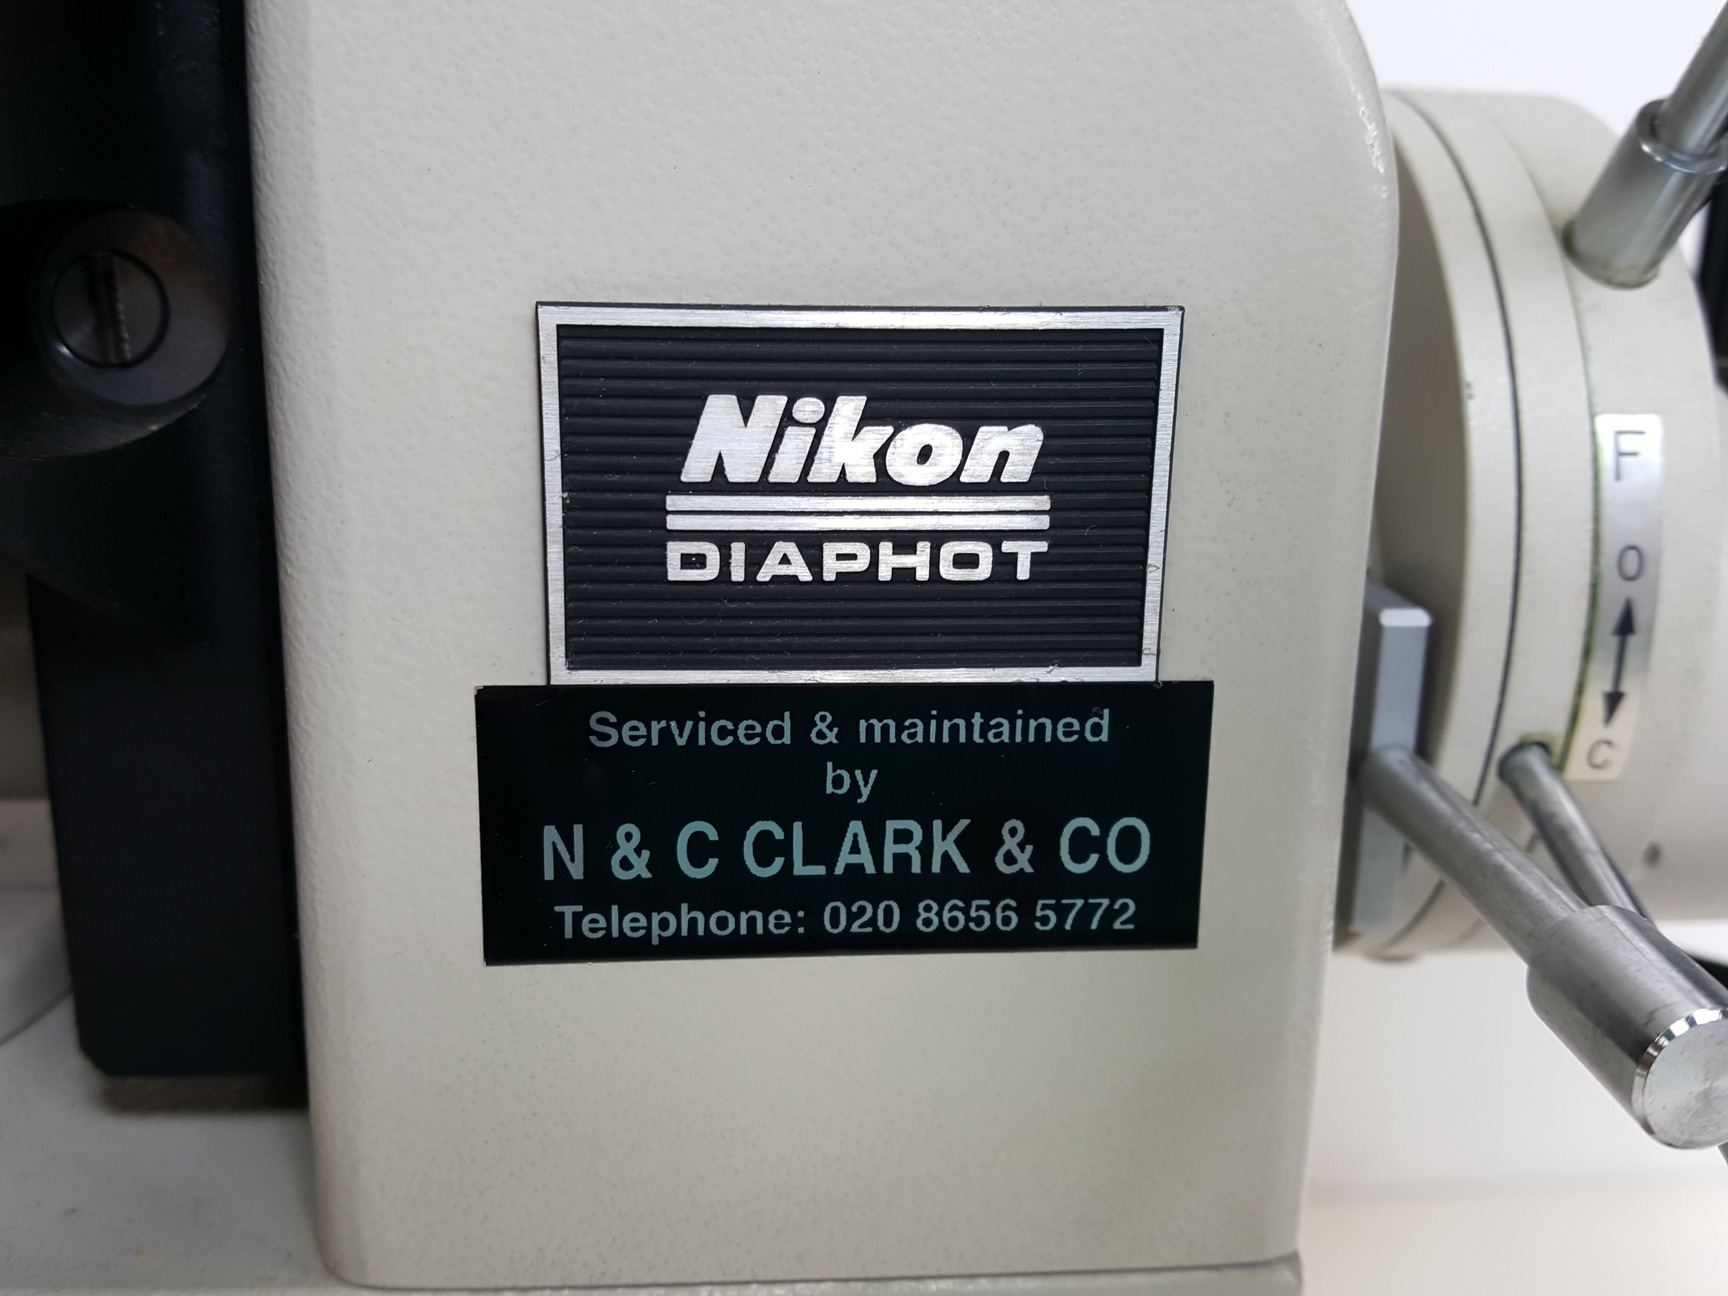 Nikon
DIAPHOT
Serviced & maintained
by
N & C CLARK & CO
Telephone: 020 8656 5772
F
O
C